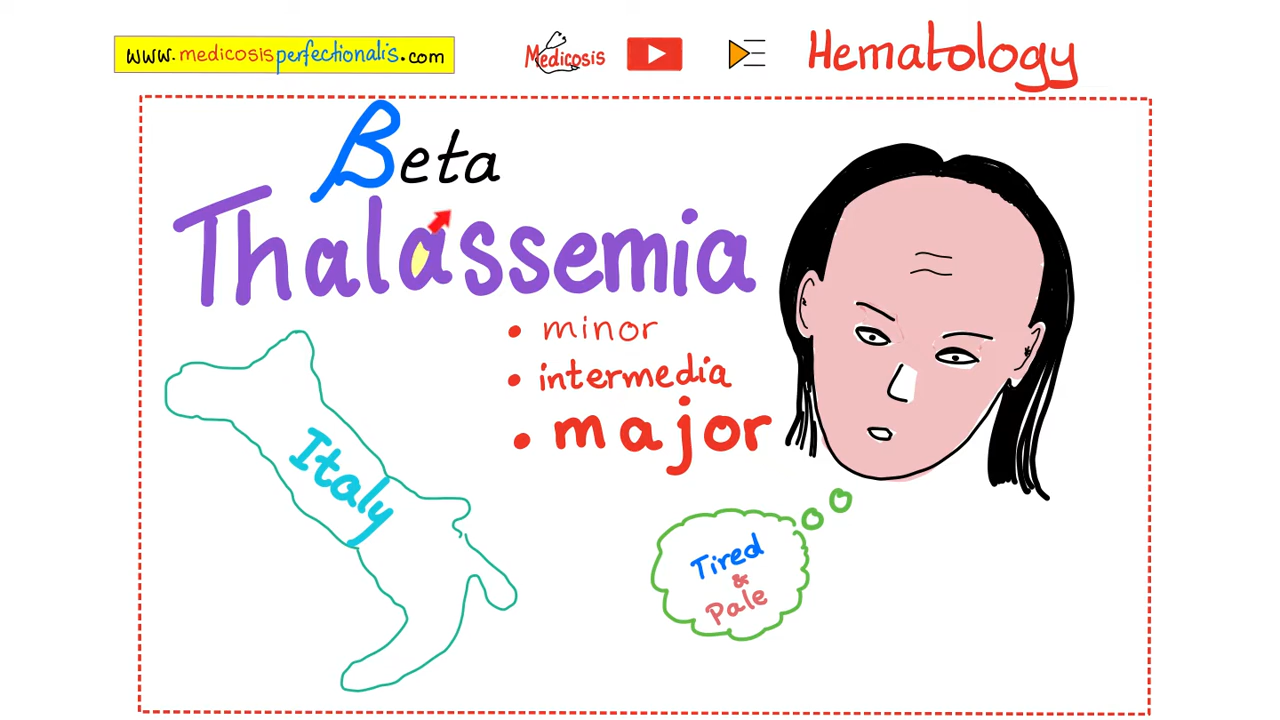 www.medicosisperfectionalis.com
Medicosis
Hematology
Beta
Thalassemia
• minor
• intermedia
• major
Italy
Tired
&
Pale